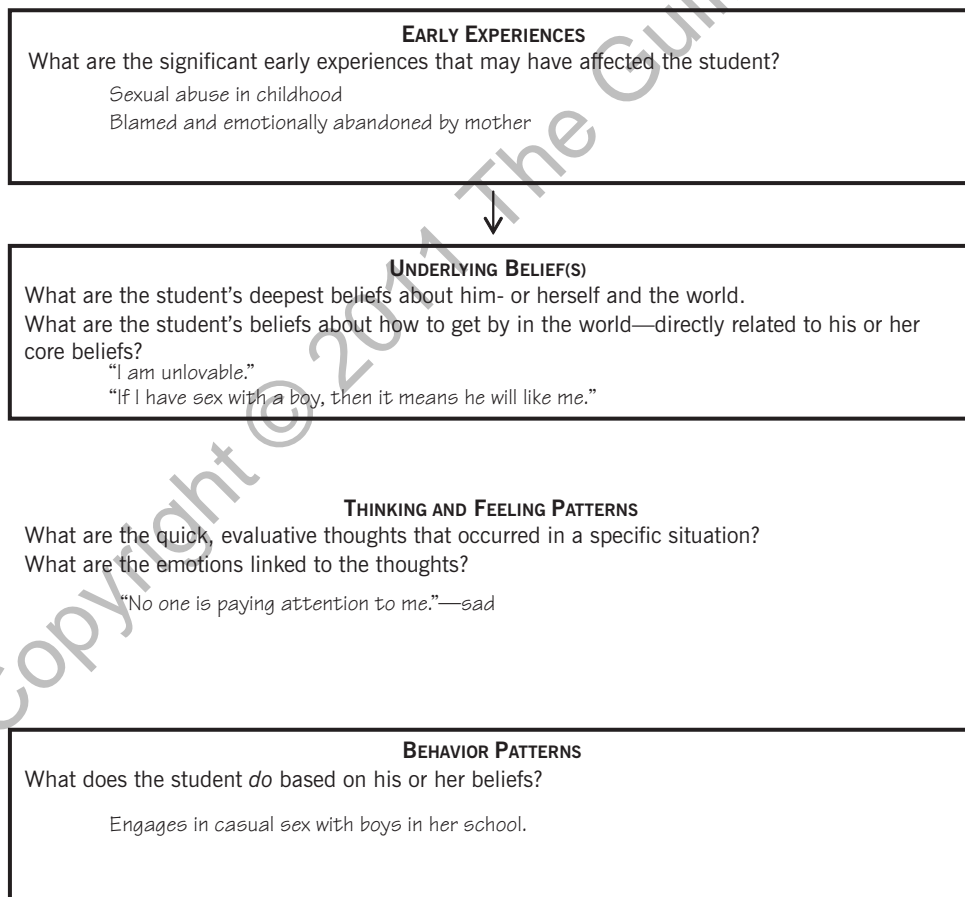 EARLY EXPERIENCES
What are the significant early experiences that may have affected the student?
Sexual abuse in childhood
Blamed and emotionally abandoned by mother
UNDERLYING BELIEF(S)
What are the student’s deepest beliefs about him- or herself and the world.
What are the student’s beliefs about how to get by in the world—directly related to his or her
core beliefs?
“I am unlovable.”
“If I have sex with a boy, then it means he will like me.”
THINKING AND FEELING PATTERNS
What are the quick, evaluative thoughts that occurred in a specific situation?
What are the emotions linked to the thoughts?
“No one is paying attention to me.”—sad
BEHAVIOR PATTERNS
What does the student do based on his or her beliefs?
Engages in casual sex with boys in her school.
Copyright © 2011 The Guil